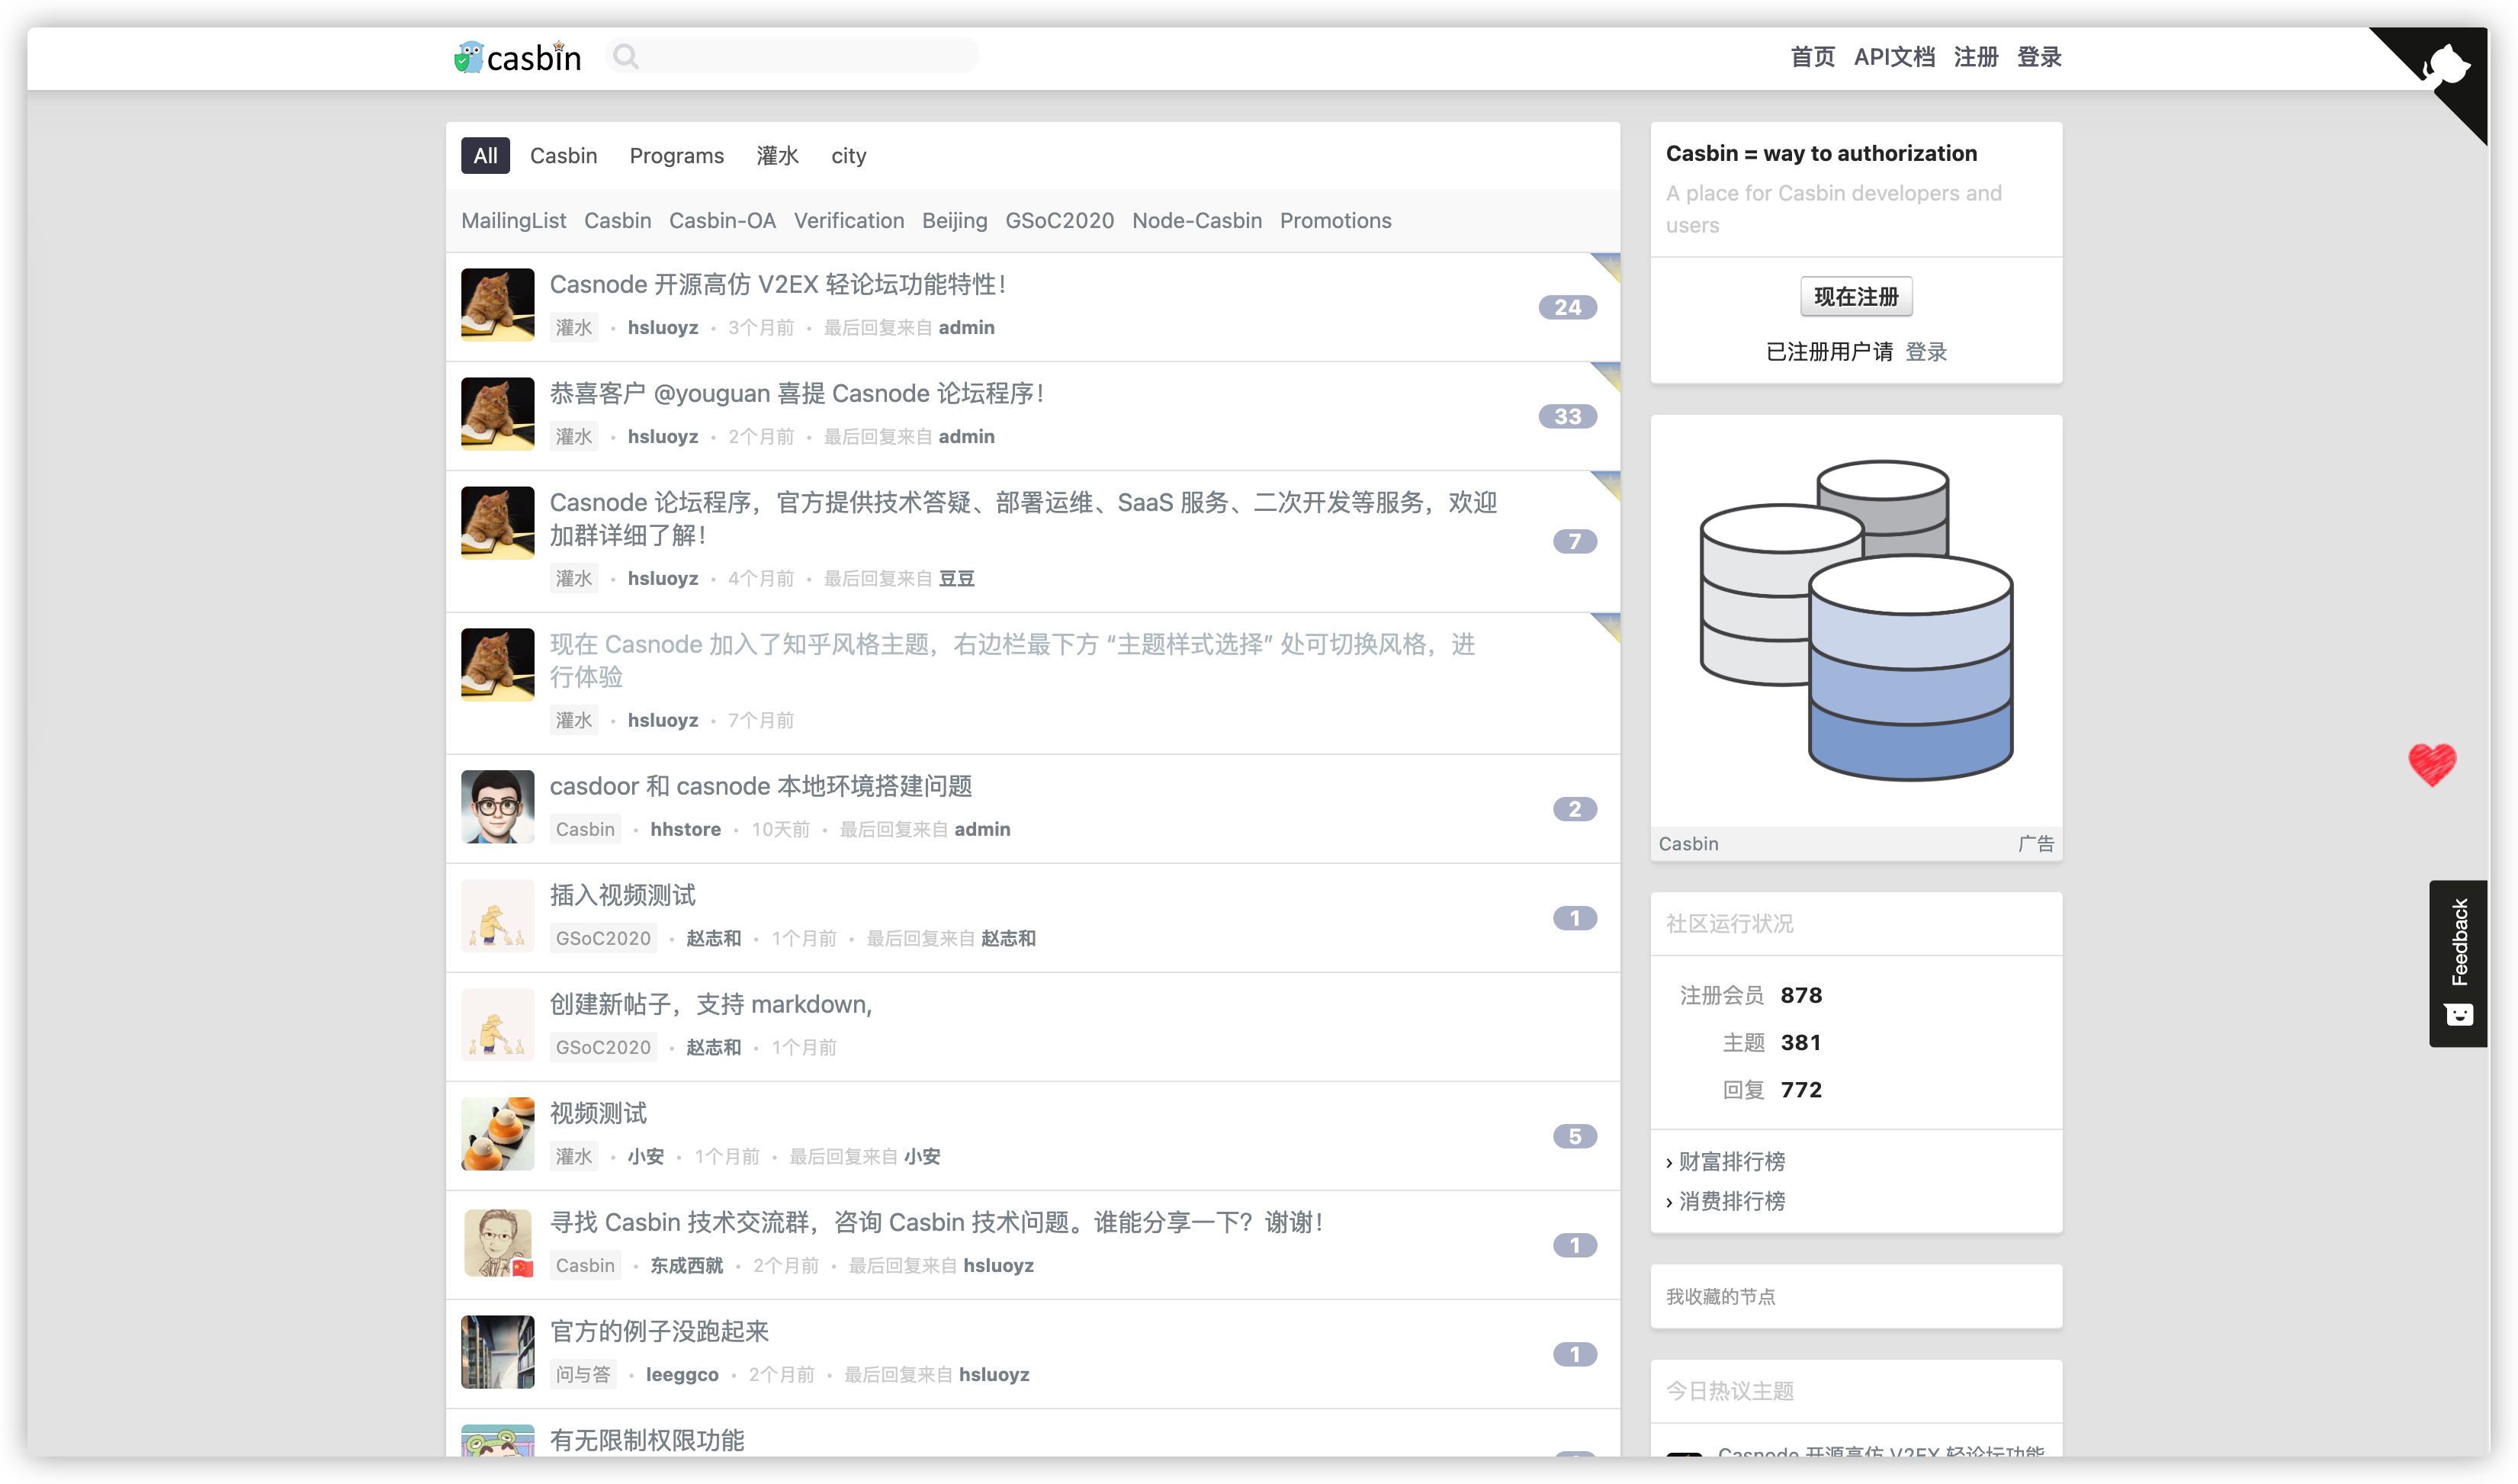 casbin
首页 API文档 注册 登录
All Casbin Programs 灌水 city
MailingList Casbin Casbin-OA Verification Beijing GSoC2020 Node-Casbin Promotions
Casnode 开源高仿 V2EX 轻论坛功能特性！
灌水 • hsluoyz • 3个月前 • 最后回复来自 admin
24
恭喜客户 @youguan 喜提 Casnode 论坛程序！
灌水 • hsluoyz • 2个月前 • 最后回复来自 admin
33
Casnode 论坛程序，官方提供技术答疑、部署运维、SaaS 服务、二次开发等服务，欢迎
加群详细了解！
灌水 • hsluoyz • 4个月前 • 最后回复来自 豆豆
7
现在 Casnode 加入了知乎风格主题，右边栏最下方 “主题样式选择” 处可切换风格，进
行体验
灌水 • hsluoyz • 7个月前
casdoor 和 casnode 本地环境搭建问题
Casbin • hhstore • 10天前 • 最后回复来自 admin
2
插入视频测试
GSoC2020 • 赵志和 • 1个月前 • 最后回复来自 赵志和
1
创建新帖子，支持 markdown,
GSoC2020 • 赵志和 • 1个月前
视频测试
灌水 • 小安 • 1个月前 • 最后回复来自 小安
5
寻找 Casbin 技术交流群，咨询 Casbin 技术问题。谁能分享一下？谢谢！
Casbin • 东成西就 • 2个月前 • 最后回复来自 hsluoyz
1
官方的例子没跑起来
问与答 • leeggco • 2个月前 • 最后回复来自 hsluoyz
1
有无限制权限功能
Casbin = way to authorization
A place for Casbin developers and
users
现在注册
已注册用户请 登录
Casbin 广告
社区运行状况
注册会员 878
主题 381
回复 772
› 财富排行榜
› 消费排行榜
我收藏的节点
今日热议主题
Casnode 开源高仿 V2EX 轻论坛功能
Feedback